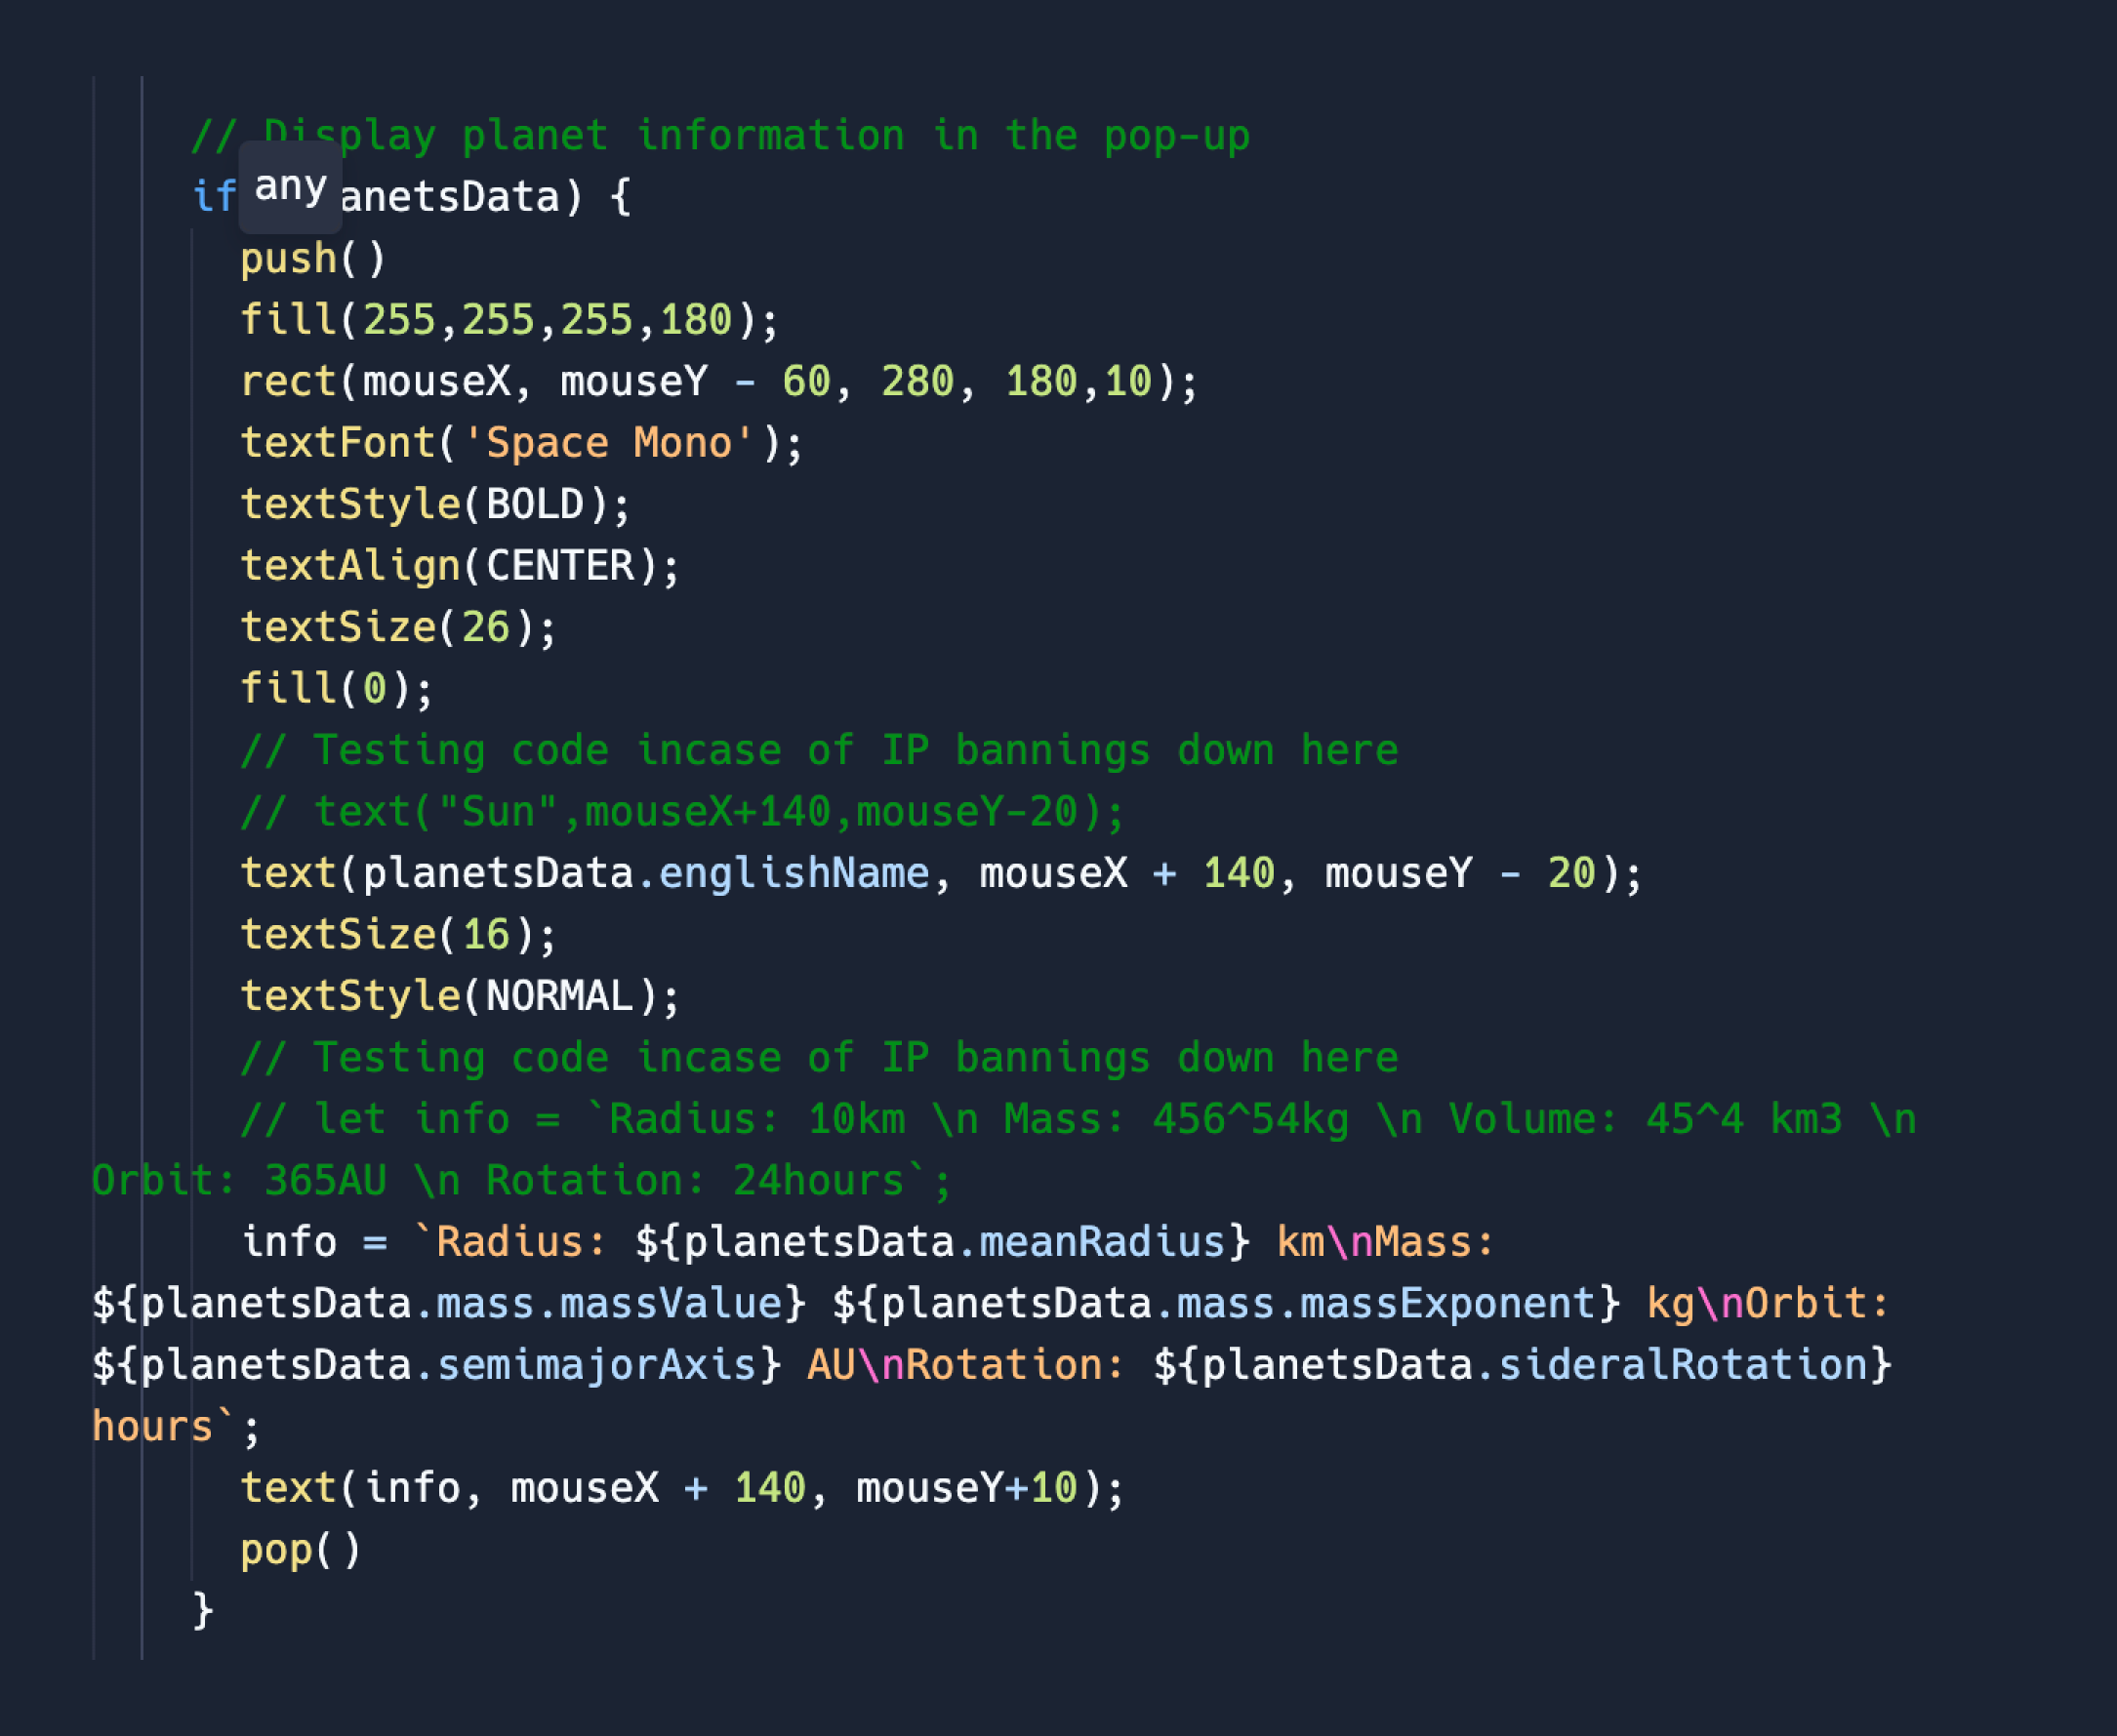 // Display planet information in the pop-up
if any anetsData) {
push()
fill(255,255,255,180);
rect(mouseX, mouseY - 60, 280, 180,10);
textFont('Space Mono');
textStyle(BOLD);
textAlign(CENTER);
textSize(26);
fill(0);
// Testing code incase of IP bannings down here
// text("Sun",mouseX+140,mouseY-20);
text(planetsData.englishName, mouseX + 140, mouseY - 20);
textSize(16);
textStyle(NORMAL);
// Testing code incase of IP bannings down here
// let info = `Radius: 10km \n Mass: 456^54kg \n Volume: 45^4 km3 \n
Orbit: 365AU \n Rotation: 24hours`;
info = `Radius: ${planetsData.meanRadius} km\nMass:
${planetsData.mass.massValue} ${planetsData.mass.massExponent} kg\nOrbit:
${planetsData.semimajorAxis} AU\nRotation: ${planetsData.sideralRotation}
hours`;
text(info, mouseX + 140, mouseY+10);
pop()
}